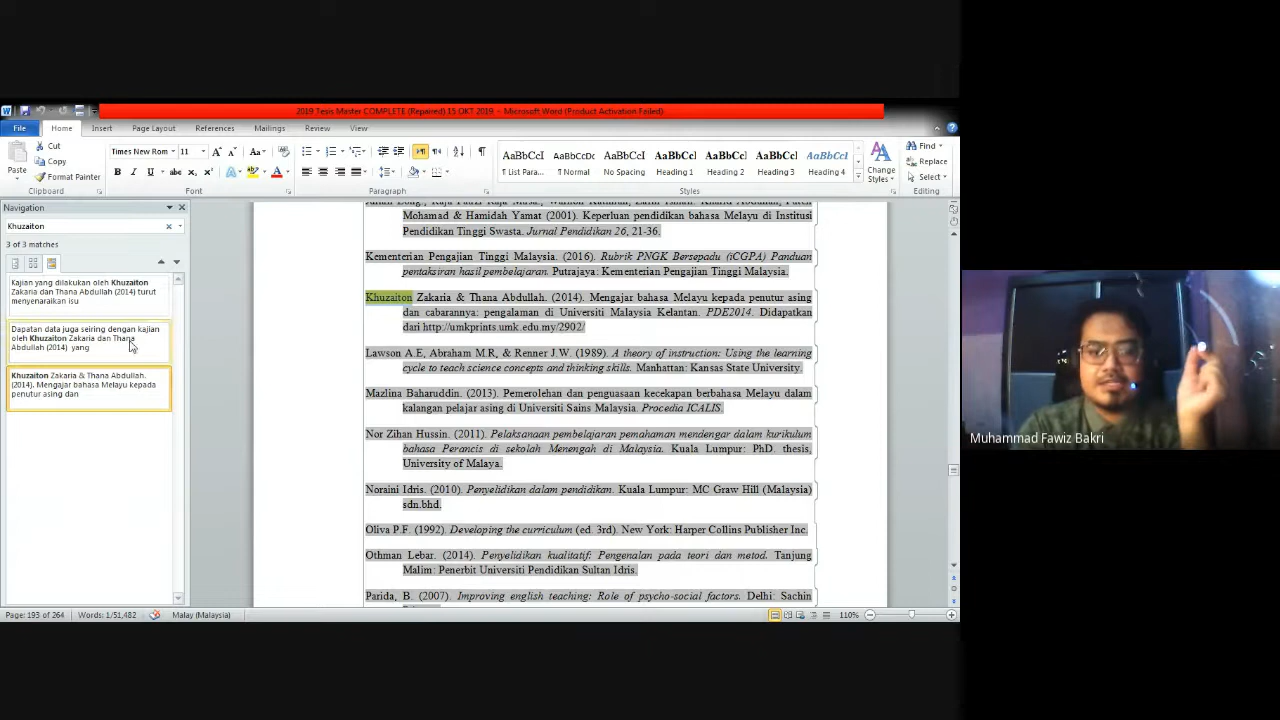 2019 Tesis Master COMPLETE (Repaired) 15 OKT 2019 - Microsoft Word (Product Activation Failed)
File Home Insert Page Layout References Mailings Review View
Paste
Cut
Copy
Format Painter
Clipboard
Times New Rom 11
Font
Paragraph
AaBbCcI AaBbCcDc AaBbCcI AaBbCcI AaBbCcI AaBbCcI AaBbCcI
¶ List Para... ¶ Normal No Spacing Heading 1 Heading 2 Heading 3 Heading 4
Styles
Change Styles
Find
Replace
Select
Editing
Navigation
Khuzaiton
3 of 3 matches
Kajian yang dilakukan oleh Khuzaiton
Zakaria dan Thana Abdullah (2014) turut
menyenaraikan isu
Dapatan data juga seiring dengan kajian
oleh Khuzaiton Zakaria dan Thana
Abdullah (2014) yang
Khuzaiton Zakaria & Thana Abdullah.
(2014). Mengajar bahasa Melayu kepada
penutur asing dan
Mohamad & Hamidah Yamat (2001). Keperluan pendidikan bahasa Melayu di Institusi
Pendidikan Tinggi Swasta. Jurnal Pendidikan 26, 21-36.
Kementerian Pengajian Tinggi Malaysia. (2016). Rubrik PNGK Bersepadu (iCGPA) Panduan
pentaksiran hasil pembelajaran. Putrajaya: Kementerian Pengajian Tinggi Malaysia.
Khuzaiton Zakaria & Thana Abdullah. (2014). Mengajar bahasa Melayu kepada penutur asing
dan cabarannya: pengalaman di Universiti Malaysia Kelantan. PDE2014. Didapatkan
dari http://umkprints.umk.edu.my/2902/
Lawson A.E, Abraham M.R, & Renner J.W. (1989). A theory of instruction: Using the learning
cycle to teach science concepts and thinking skills. Manhattan: Kansas State University.
Mazlina Baharuddin. (2013). Pemerolehan dan penguasaan kecekapan berbahasa Melayu dalam
kalangan pelajar asing di Universiti Sains Malaysia. Procedia ICALIS.
Nor Zihan Hussin. (2011). Pelaksanaan pembelajaran pemahaman mendengar dalam kurikulum
bahasa Perancis di sekolah Menengah di Malaysia. Kuala Lumpur: PhD. thesis,
University of Malaya.
Noraini Idris. (2010). Penyelidikan dalam pendidikan. Kuala Lumpur: MC Graw Hill (Malaysia)
sdn.bhd.
Oliva P.F. (1992). Developing the curriculum (ed. 3rd). New York: Harper Collins Publisher Inc.
Othman Lebar. (2014). Penyelidikan kualitatif: Pengenalan pada teori dan metod. Tanjung
Malim: Penerbit Universiti Pendidikan Sultan Idris.
Parida, B. (2007). Improving english teaching: Role of psycho-social factors. Delhi: Sachin
Page: 193 of 264 Words: 1/51,482 Malay (Malaysia) 110%
Muhammad Fawiz Bakri